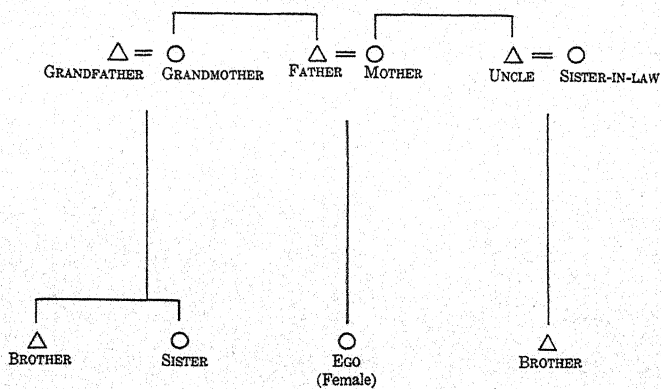 GRANDFATHER GRANDMOTHER FATHER MOTHER UNCLE SISTER-IN-LAW
BROTHER SISTER EGO BROTHER
(Female)